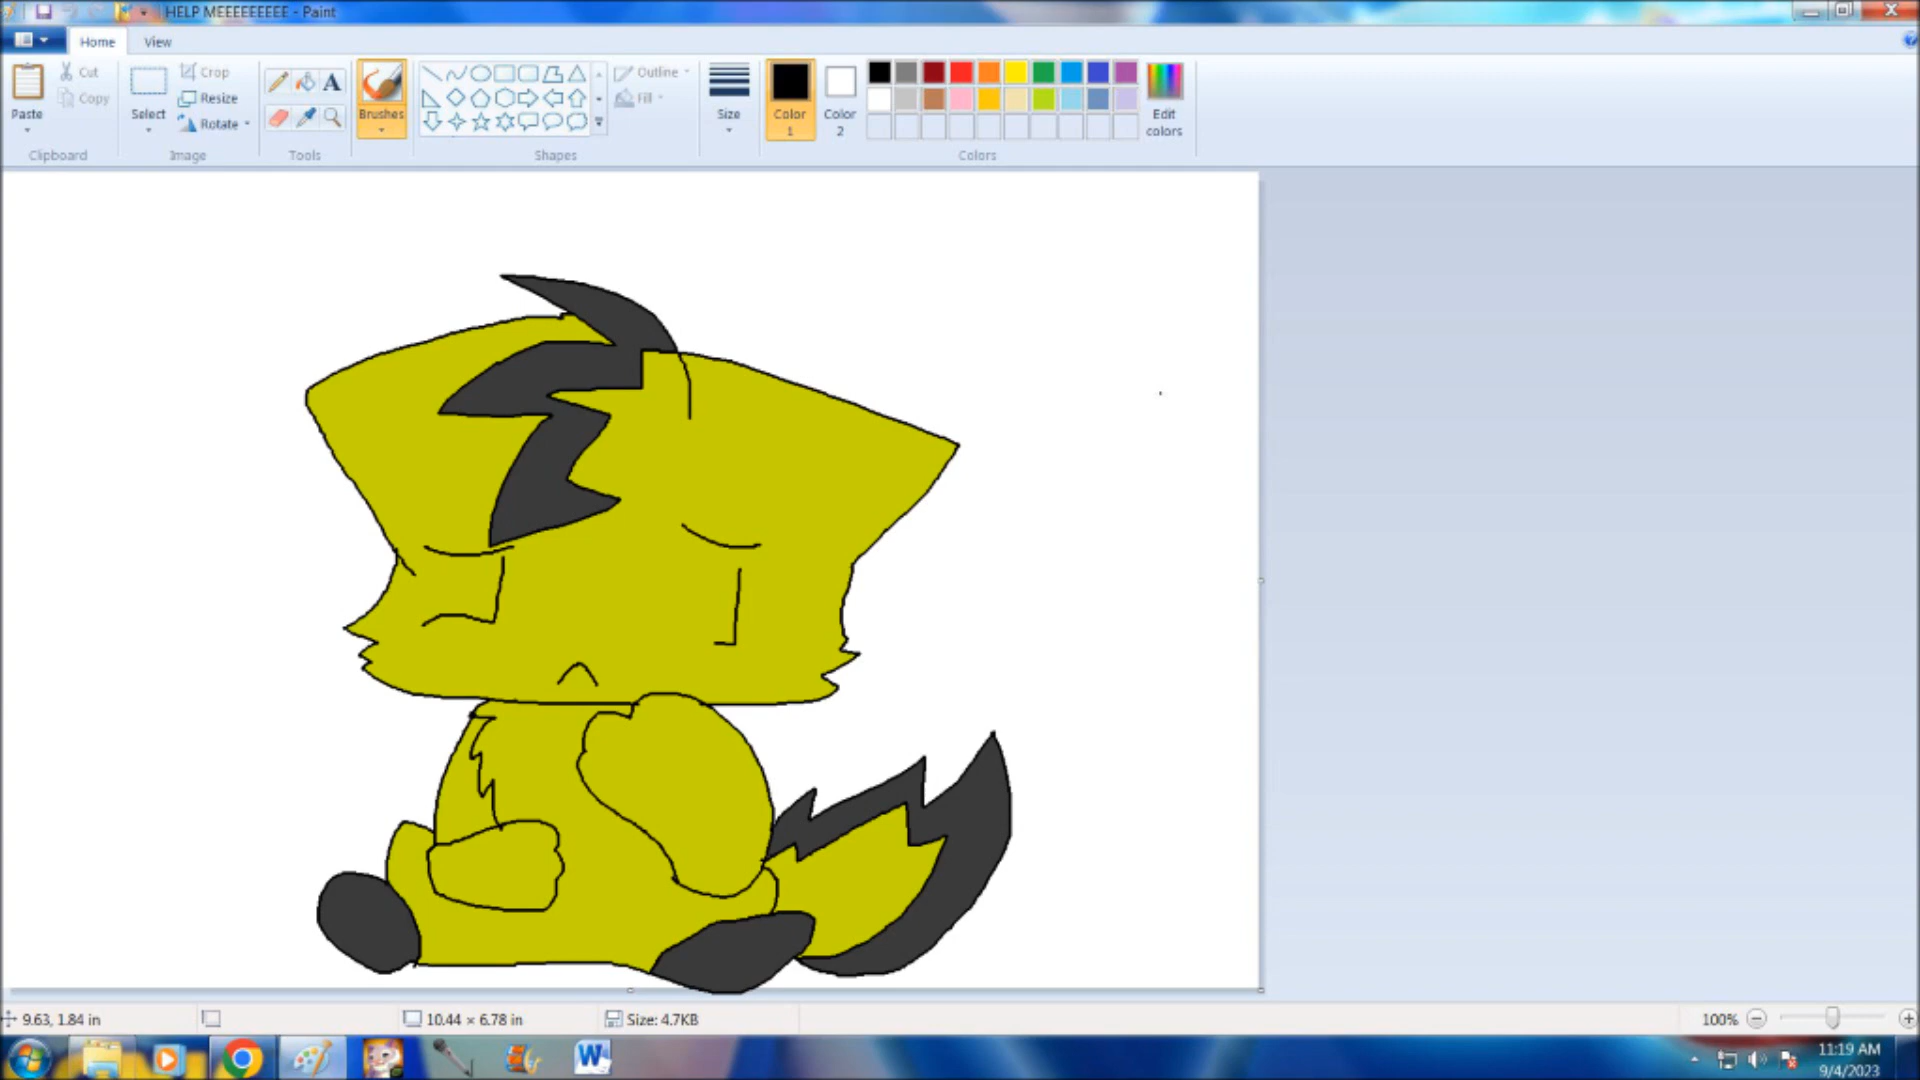 HELP MEEEEEEEEE - Paint
Home View
Paste
Cut
Copy
Clipboard
Select
Crop
Resize
Rotate
Image
Tools
Brushes
Shapes
Outline
Fill
Size
Color 1
Color 2
Edit colors
Colors
9.63, 1.84 in
10.44 × 6.78 in
Size: 4.7KB
100%
W
11:19 AM
9/4/2023